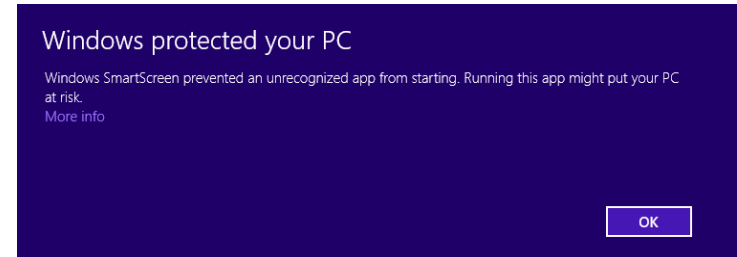 Windows protected your PC
Windows SmartScreen prevented an unrecognized app from starting. Running this app might put your PC
at risk.
More info
OK